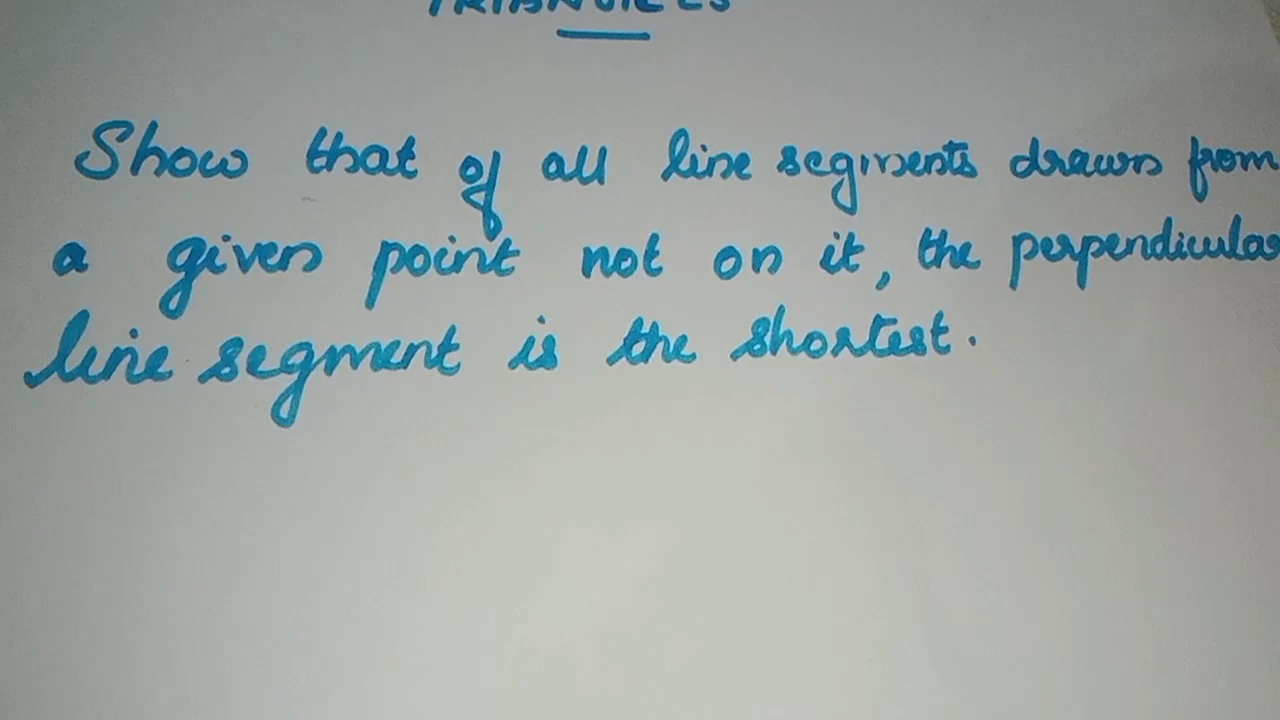 TRIANGLES
Show that of all line segments drawn from
a given point not on it, the perpendicular
line segment is the shortest.